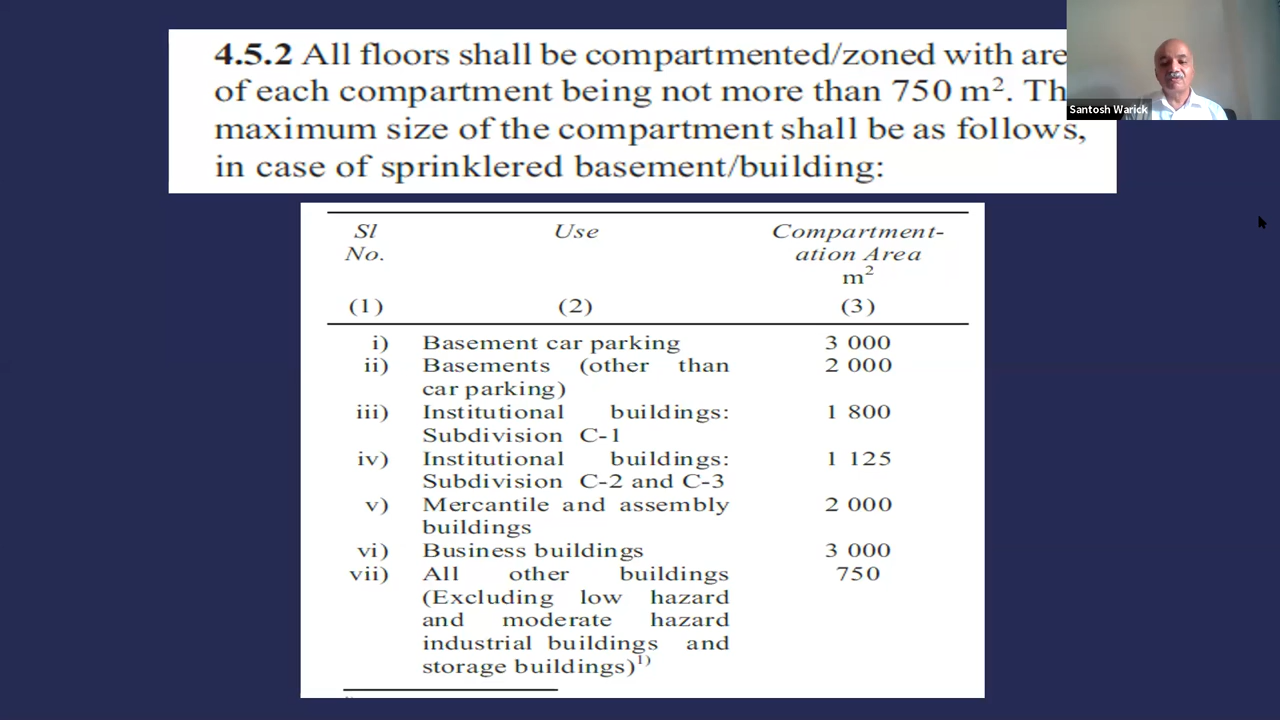 4.5.2 All floors shall be compartmented/zoned with are
of each compartment being not more than 750 m². Th
maximum size of the compartment shall be as follows,
in case of sprinklered basement/building:
Santosh Warick
Sl No. Use Compartment-ation Area m²
(1) (2) (3)
i) Basement car parking 3 000
ii) Basements (other than 2 000
car parking)
iii) Institutional buildings: 1 800
Subdivision C-1
iv) Institutional buildings: 1 125
Subdivision C-2 and C-3
v) Mercantile and assembly 2 000
buildings
vi) Business buildings 3 000
vii) All other buildings 750
(Excluding low hazard
and moderate hazard
industrial buildings and
storage buildings)¹⁾